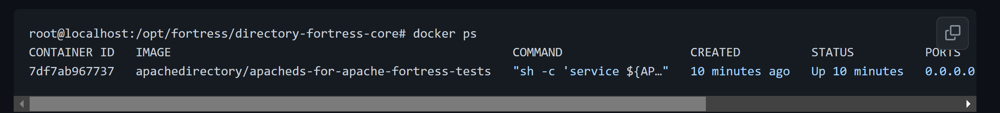 root@localhost:/opt/fortress/directory-fortress-core# docker ps
CONTAINER ID   IMAGE                                                COMMAND                  CREATED          STATUS          PORTS
7df7ab967737   apachedirectory/apacheds-for-apache-fortress-tests   "sh -c 'service ${AP…"   10 minutes ago   Up 10 minutes   0.0.0.0